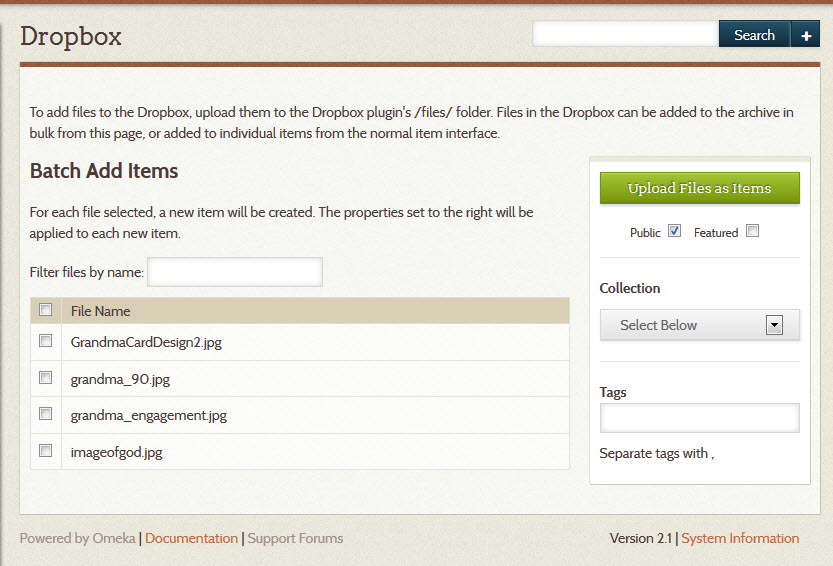 Dropbox
Search
+
To add files to the Dropbox, upload them to the Dropbox plugin's /files/ folder. Files in the Dropbox can be added to the archive in
bulk from this page, or added to individual items from the normal item interface.
Batch Add Items
For each file selected, a new item will be created. The properties set to the right will be
applied to each new item.
Filter files by name:
File Name
GrandmaCardDesign2.jpg
grandma_90.jpg
grandma_engagement.jpg
imageofgod.jpg
Upload Files as Items
Public Featured
Collection
Select Below
Tags
Separate tags with ,
Powered by Omeka | Documentation | Support Forums
Version 2.1 | System Information